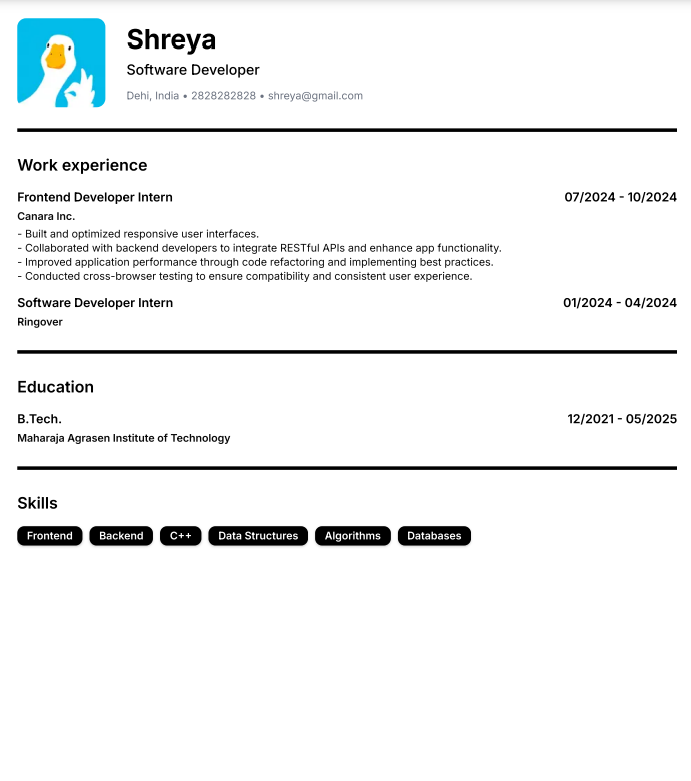 Shreya
Software Developer
Dehi, India • 2828282828 • shreya@gmail.com
Work experience
Frontend Developer Intern 07/2024 - 10/2024
Canara Inc.
- Built and optimized responsive user interfaces.
- Collaborated with backend developers to integrate RESTful APIs and enhance app functionality.
- Improved application performance through code refactoring and implementing best practices.
- Conducted cross-browser testing to ensure compatibility and consistent user experience.
Software Developer Intern 01/2024 - 04/2024
Ringover
Education
B.Tech. 12/2021 - 05/2025
Maharaja Agrasen Institute of Technology
Skills
Frontend Backend C++ Data Structures Algorithms Databases